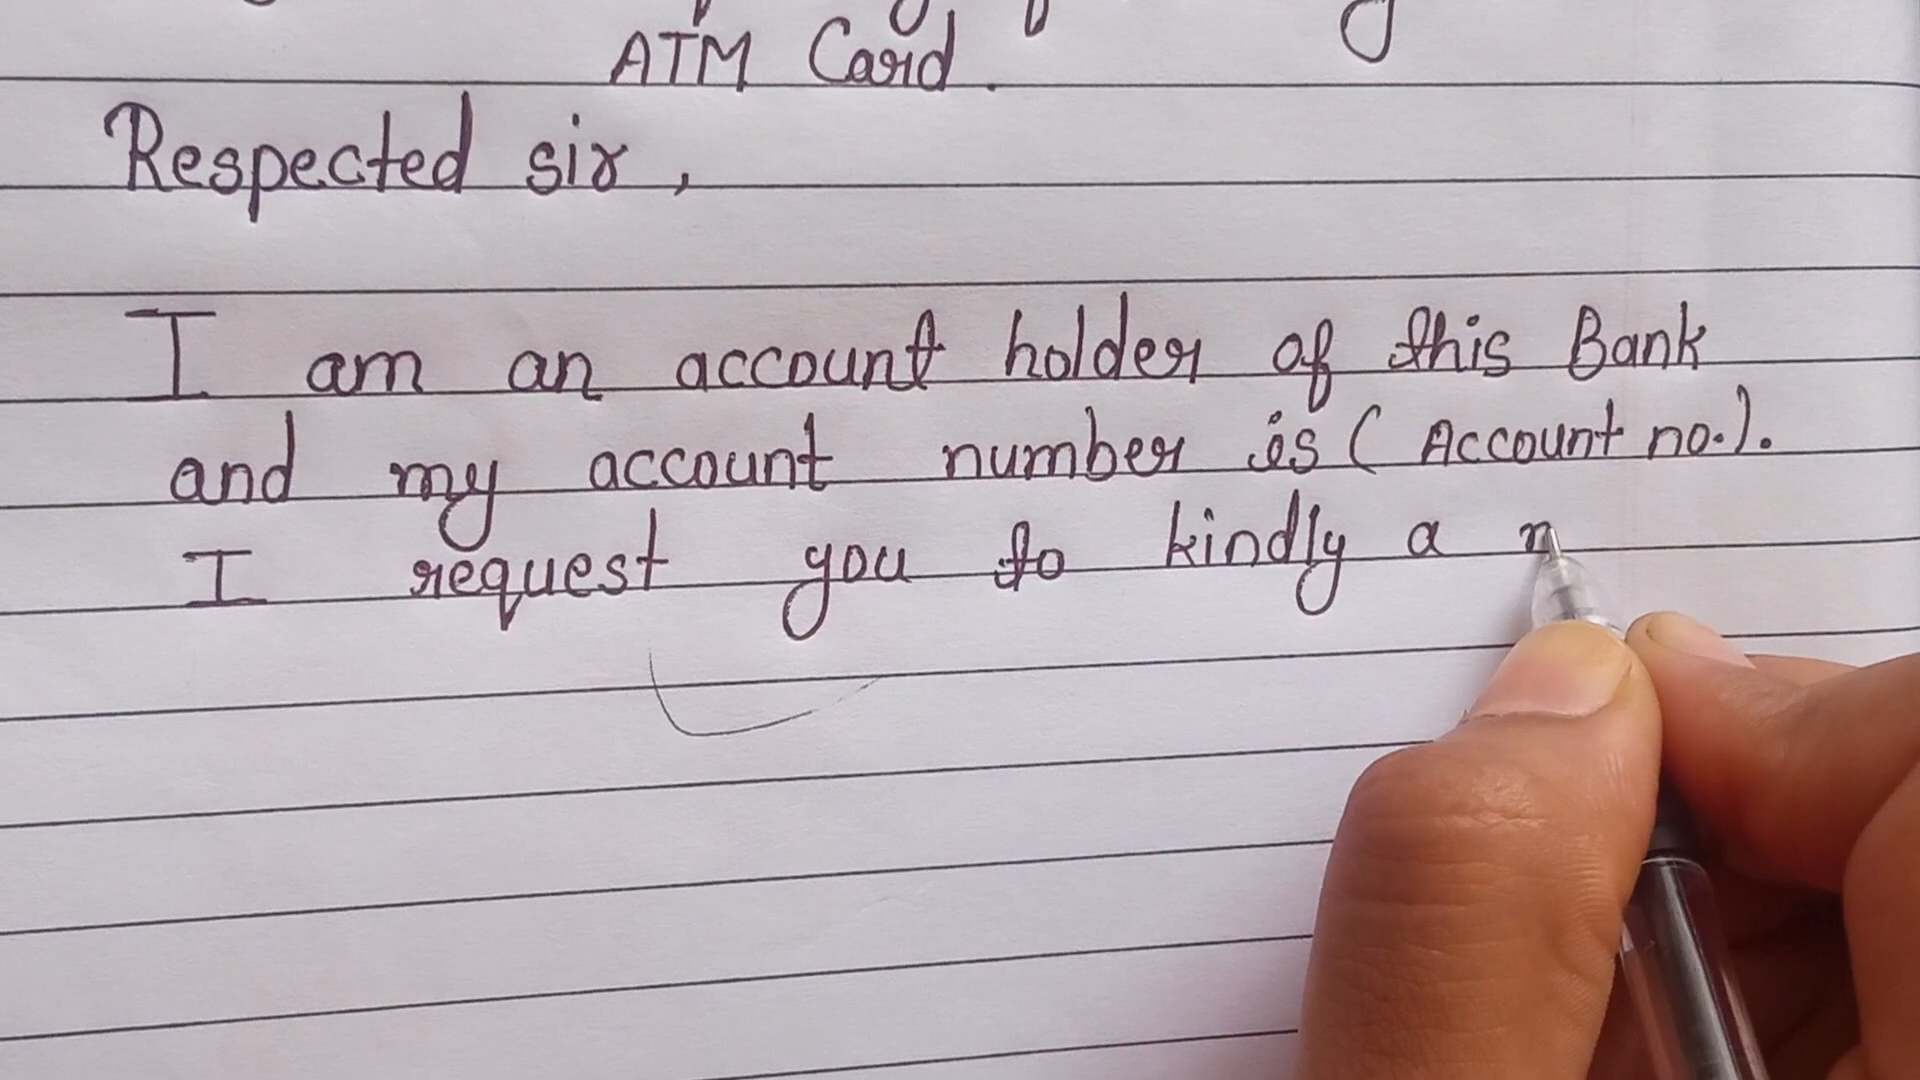 ATM Card.
Respected sir,
I am an account holder of this Bank
and my account number is (Account no.).
I request you to kindly a n